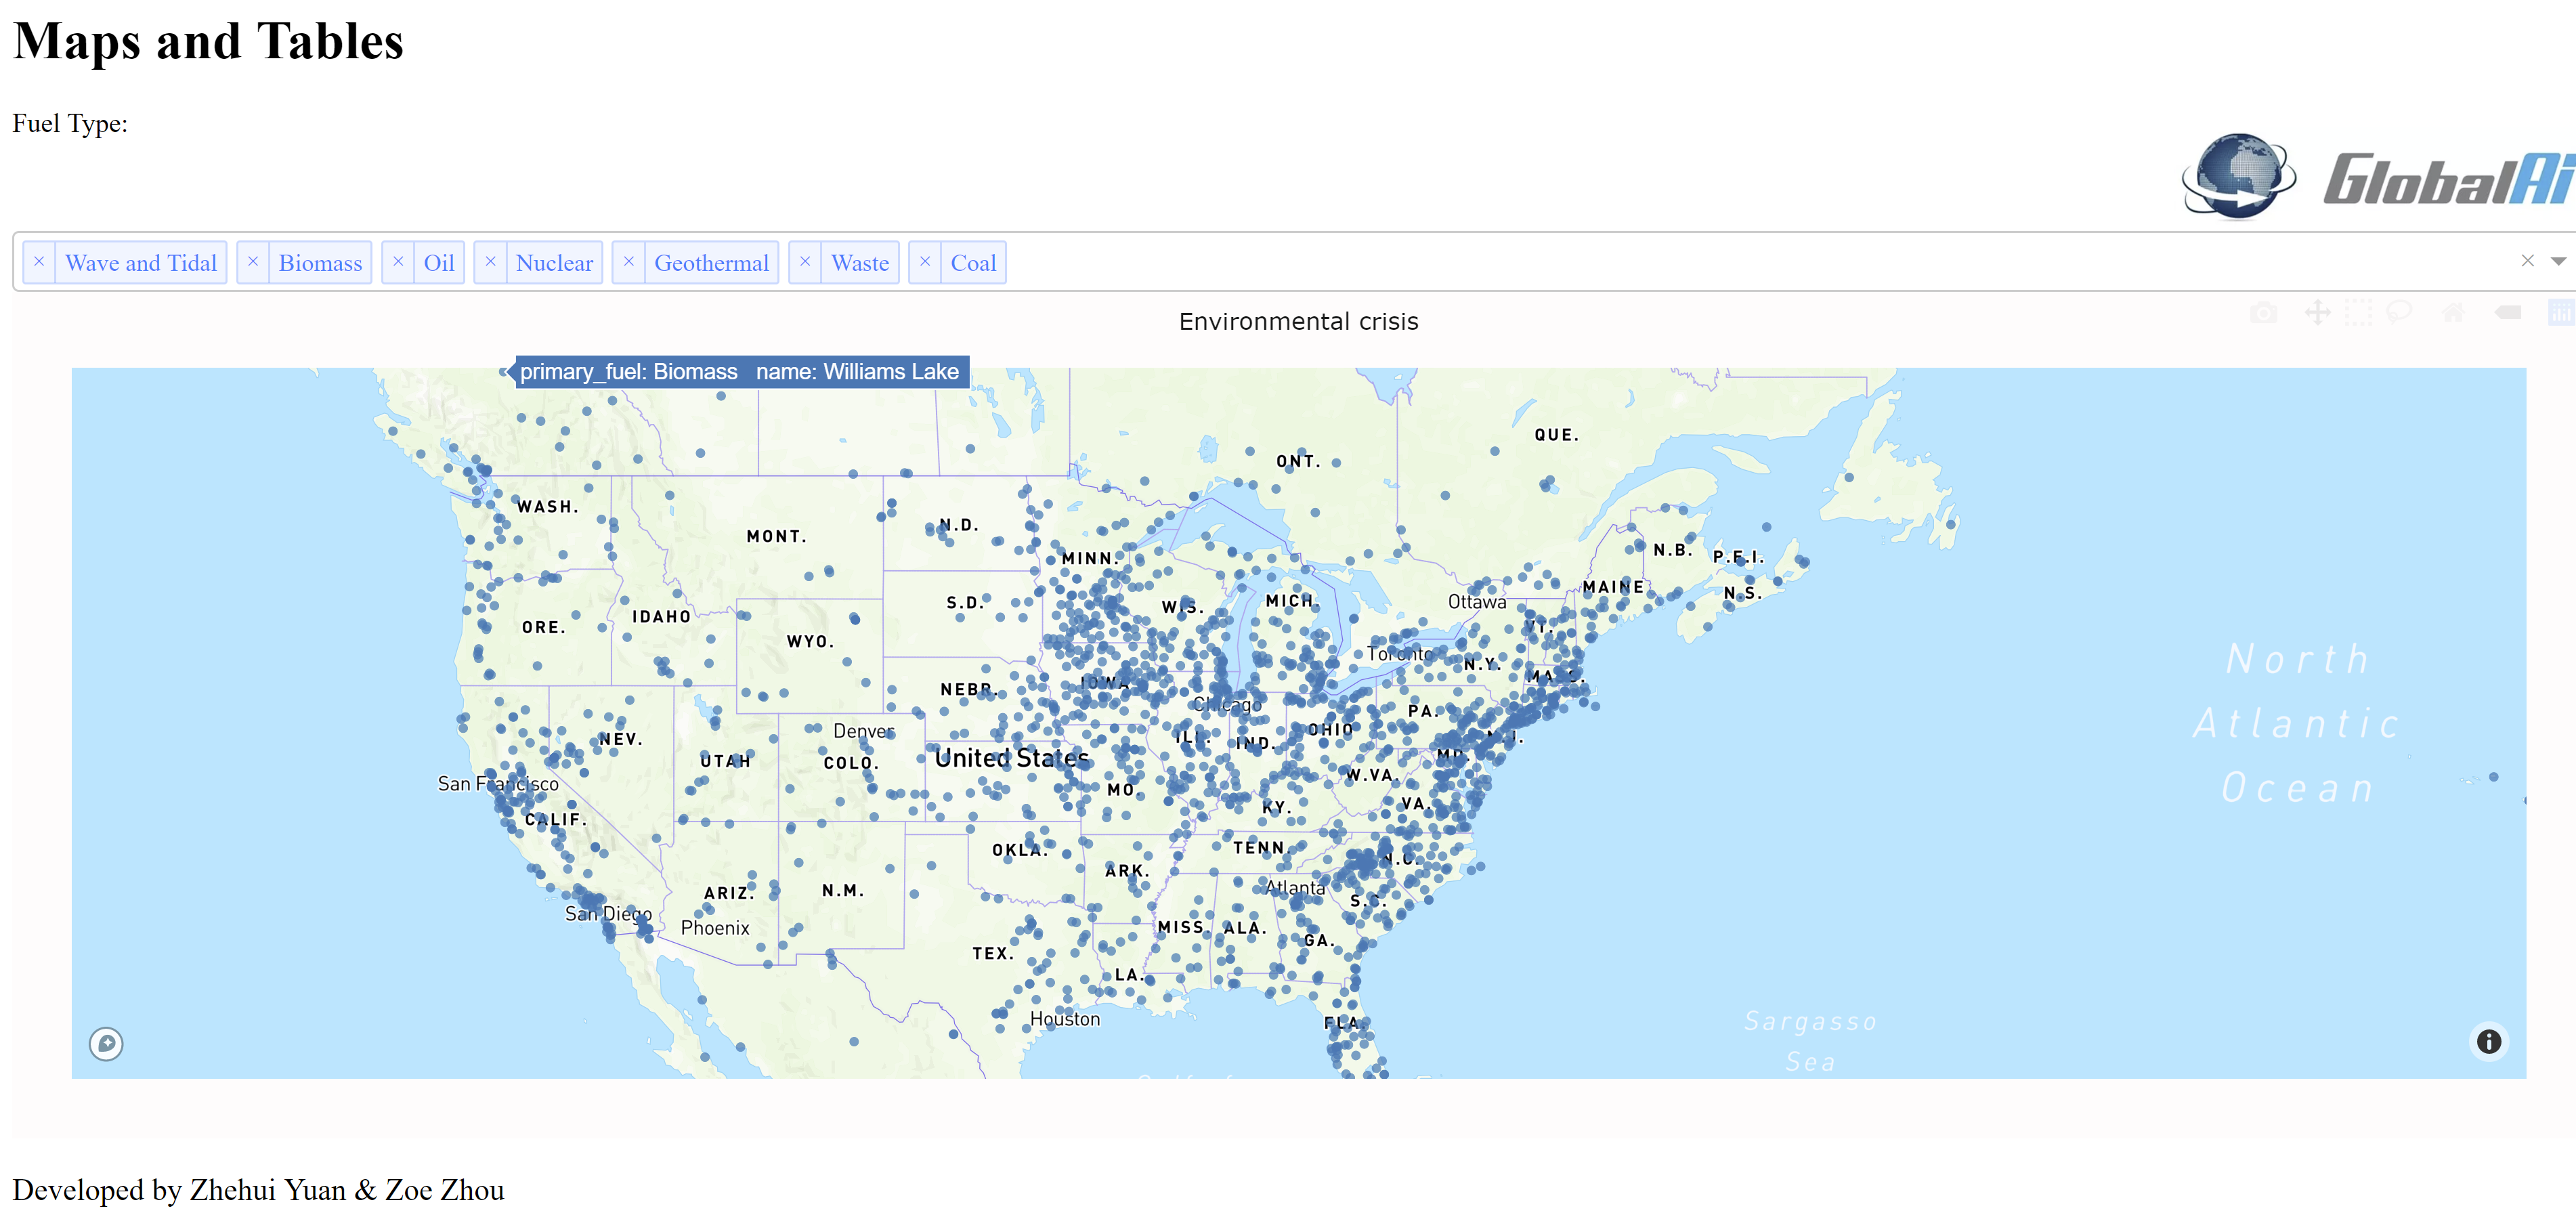 Maps and Tables
Fuel Type:
GlobalAi
× Wave and Tidal × Biomass × Oil × Nuclear × Geothermal × Waste × Coal
Environmental crisis
primary_fuel: Biomass name: Williams Lake
QUE.
ONT.
WASH.
MONT.
N.D.
MINN.
N.B.
P.E.I.
MAINE
N.S.
Ottawa
S.D.
WIS.
MICH.
IDAHO
ORE.
WYO.
VT.
Toronto
N.Y.
MASS.
IOWA
NEBR.
Chicago
PA.
Denver
OHIO
NEV.
ILL.
IND.
N.J.
MD.
UTAH
COLO.
United States
W.VA.
San Francisco
MO.
KY.
VA.
CALIF.
OKLA.
TENN.
N.C.
ARK.
ARIZ.
N.M.
Atlanta
S.C.
San Diego
Phoenix
MISS.
ALA.
GA.
TEX.
LA.
Houston
FLA.
North
Atlantic
Ocean
Sargasso
Sea
Developed by Zhehui Yuan & Zoe Zhou